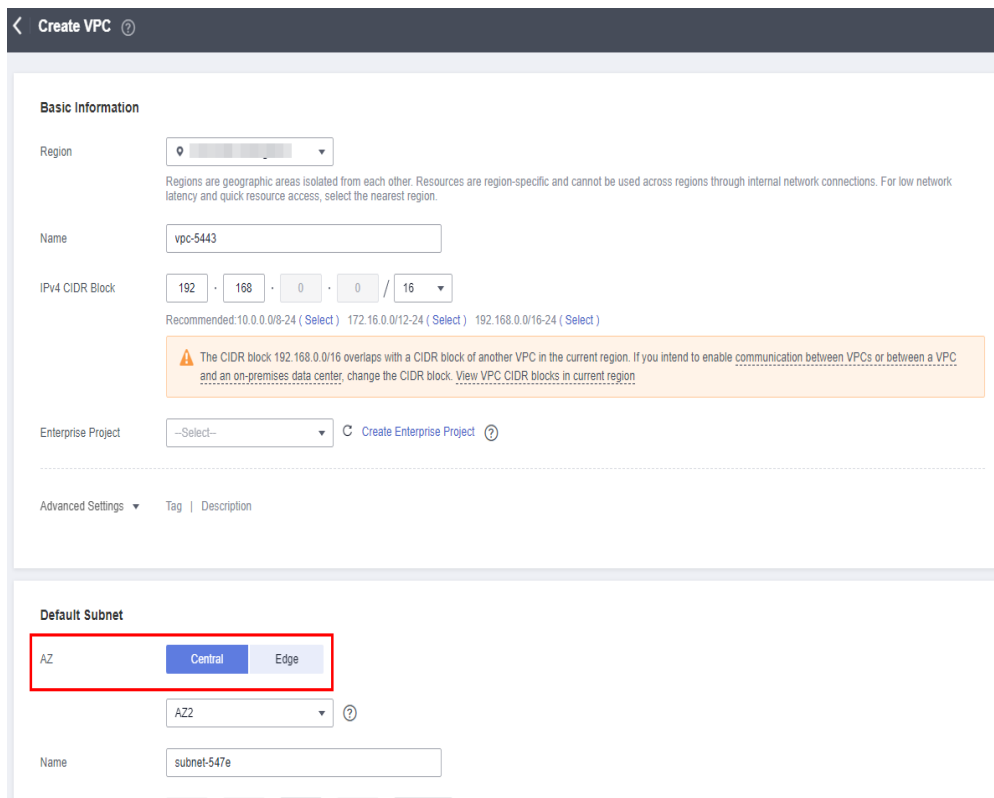 Create VPC ?
Basic Information
Region
Regions are geographic areas isolated from each other. Resources are region-specific and cannot be used across regions through internal network connections. For low network
latency and quick resource access, select the nearest region.
Name vpc-5443
IPv4 CIDR Block 192 · 168 · 0 · 0 / 16
Recommended:10.0.0.0/8-24 ( Select ) 172.16.0.0/12-24 ( Select ) 192.168.0.0/16-24 ( Select )
The CIDR block 192.168.0.0/16 overlaps with a CIDR block of another VPC in the current region. If you intend to enable communication between VPCs or between a VPC
and an on-premises data center, change the CIDR block. View VPC CIDR blocks in current region
Enterprise Project --Select-- Create Enterprise Project ?
Advanced Settings Tag | Description
Default Subnet
AZ Central Edge
AZ2 ?
Name subnet-547e